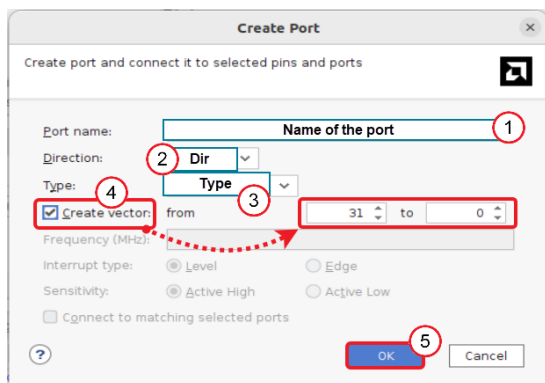 Create Port
Create port and connect it to selected pins and ports
Port name: Name of the port 1
Direction: 2 Dir
Type: Type 3
4
Create vector: from 31 to 0
Frequency (MHz):
Interrupt type: Level Edge
Sensitivity: Active High Active Low
Connect to matching selected ports
5
? OK Cancel